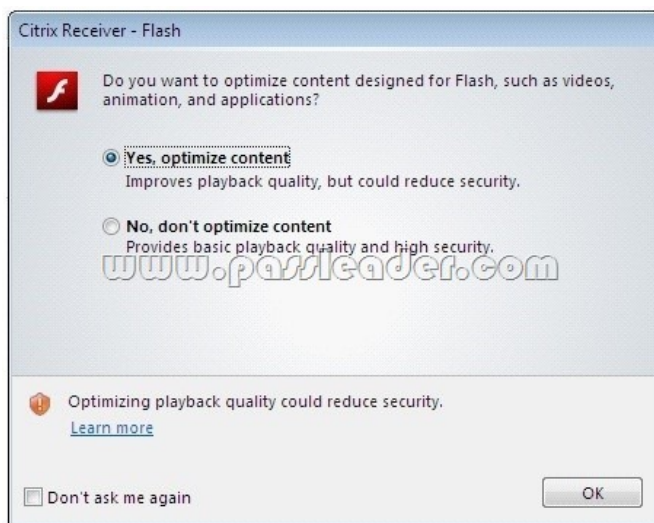 Citrix Receiver - Flash
Do you want to optimize content designed for Flash, such as videos,
animation, and applications?
Yes, optimize content
Improves playback quality, but could reduce security.
No, don't optimize content
Provides basic playback quality and high security.
www.passleader.com
Optimizing playback quality could reduce security.
Learn more
Don't ask me again
OK